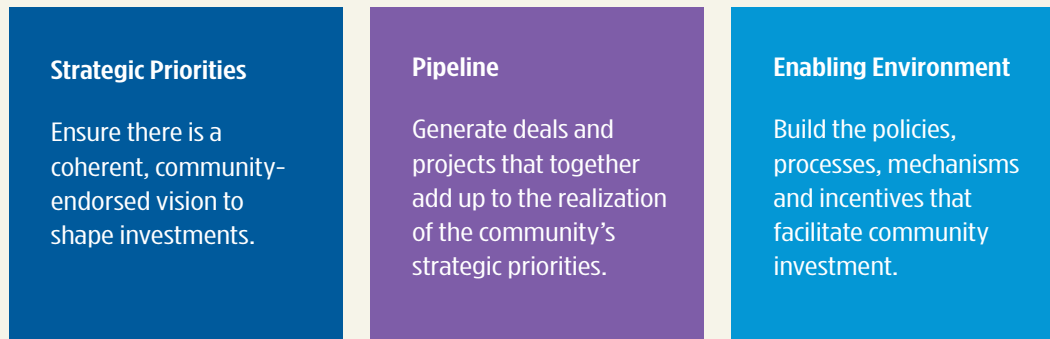 Strategic Priorities
Ensure there is a
coherent, community-
endorsed vision to
shape investments.
Pipeline
Generate deals and
projects that together
add up to the realization
of the community’s
strategic priorities.
Enabling Environment
Build the policies,
processes, mechanisms
and incentives that
facilitate community
investment.